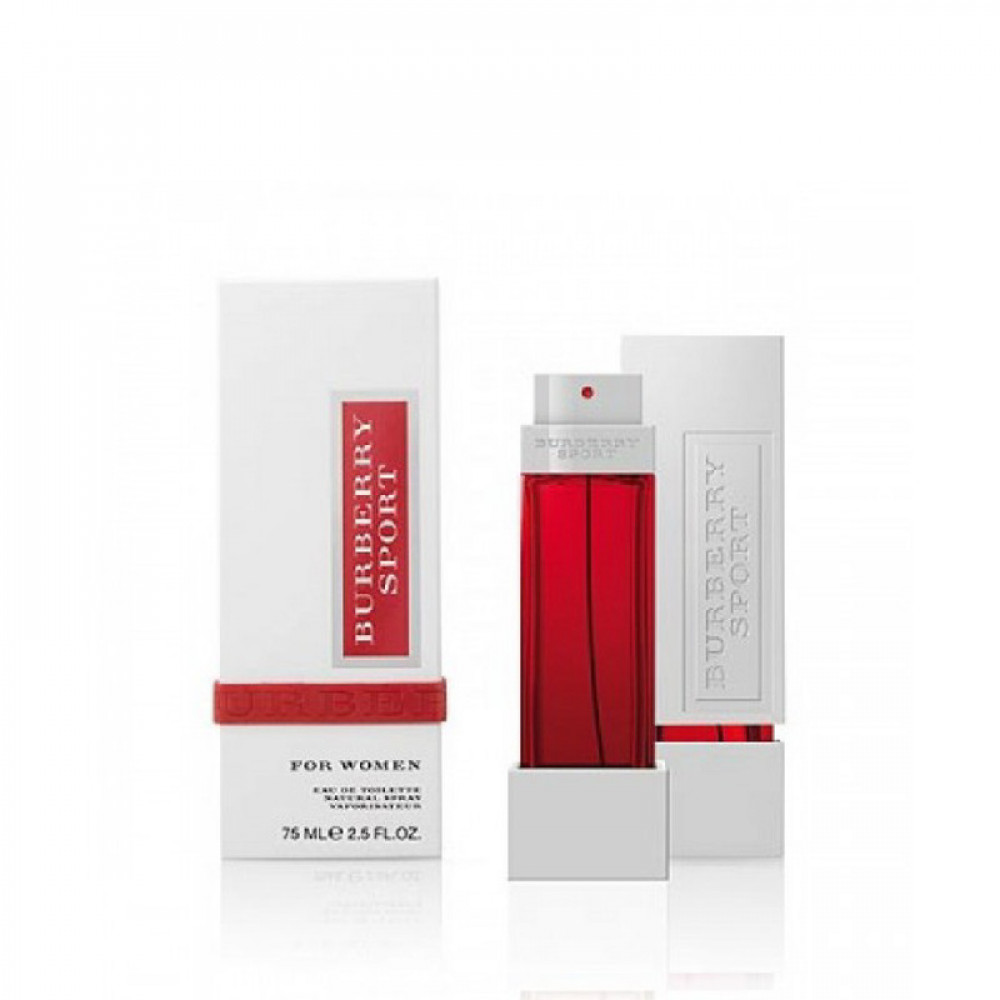 BURBERRY
SPORT
URBER
FOR WOMEN
EAU DE TOILETTE
NATURAL SPRAY
VAPORISATEUR
75 ML℮ 2.5 FL.OZ.
BURBERRY
SPORT
BURBERRY
SPORT